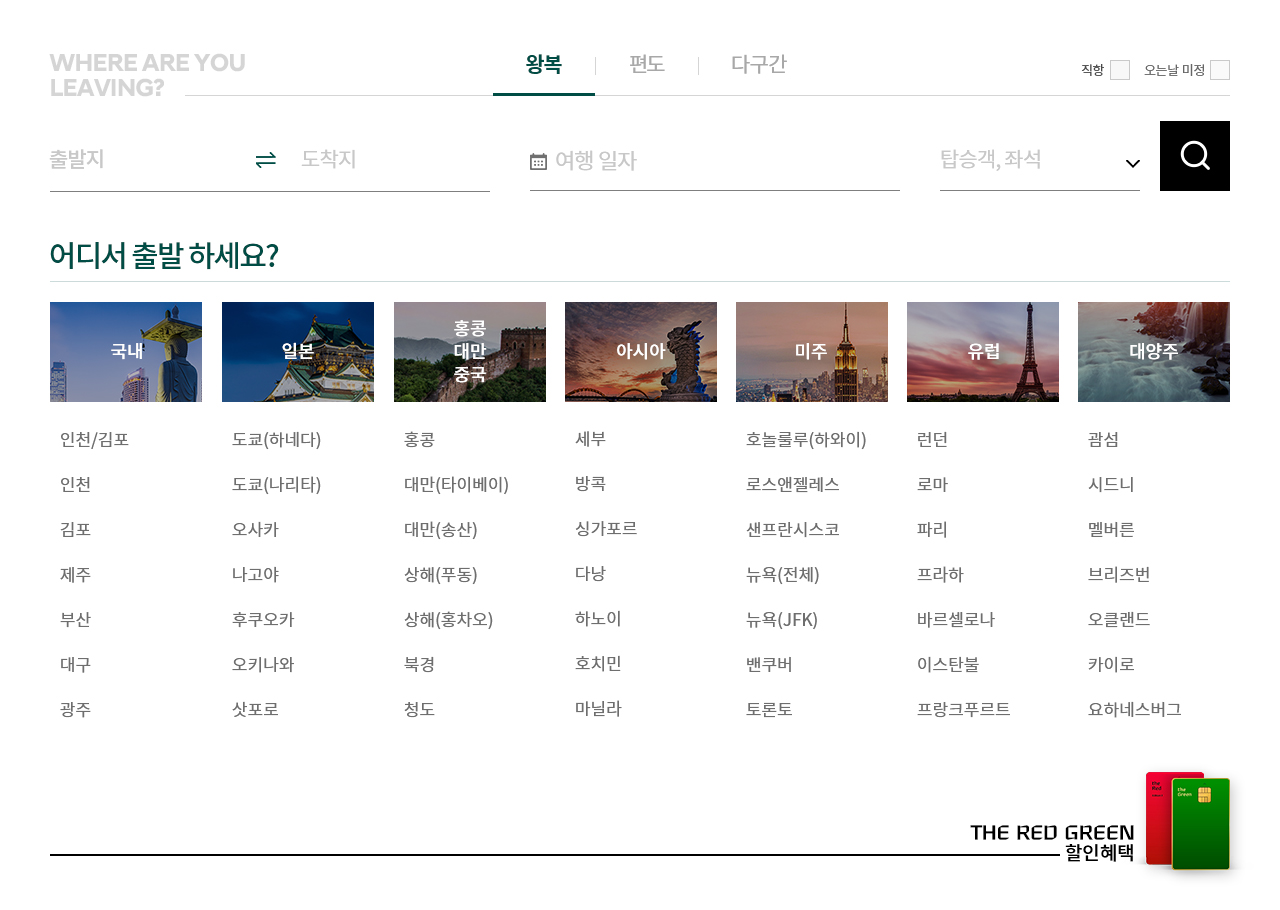 WHERE ARE YOU
LEAVING?
왕복
편도
다구간
직항
오는날 미정
출발지
도착지
여행 일자
탑승객, 좌석
어디서 출발 하세요?
국내
일본
홍콩
대만
중국
아시아
미주
유럽
대양주
인천/김포
도쿄(하네다)
홍콩
세부
호놀룰루(하와이)
런던
괌섬
인천
도쿄(나리타)
대만(타이베이)
방콕
로스앤젤레스
로마
시드니
김포
오사카
대만(송산)
싱가포르
샌프란시스코
파리
멜버른
제주
나고야
상해(푸동)
다낭
뉴욕(전체)
프라하
브리즈번
부산
후쿠오카
상해(홍차오)
하노이
뉴욕(JFK)
바르셀로나
오클랜드
대구
오키나와
북경
호치민
밴쿠버
이스탄불
카이로
광주
삿포로
청도
마닐라
토론토
프랑크푸르트
요하네스버그
the
Red
the
Green
THE RED GREEN
할인혜택